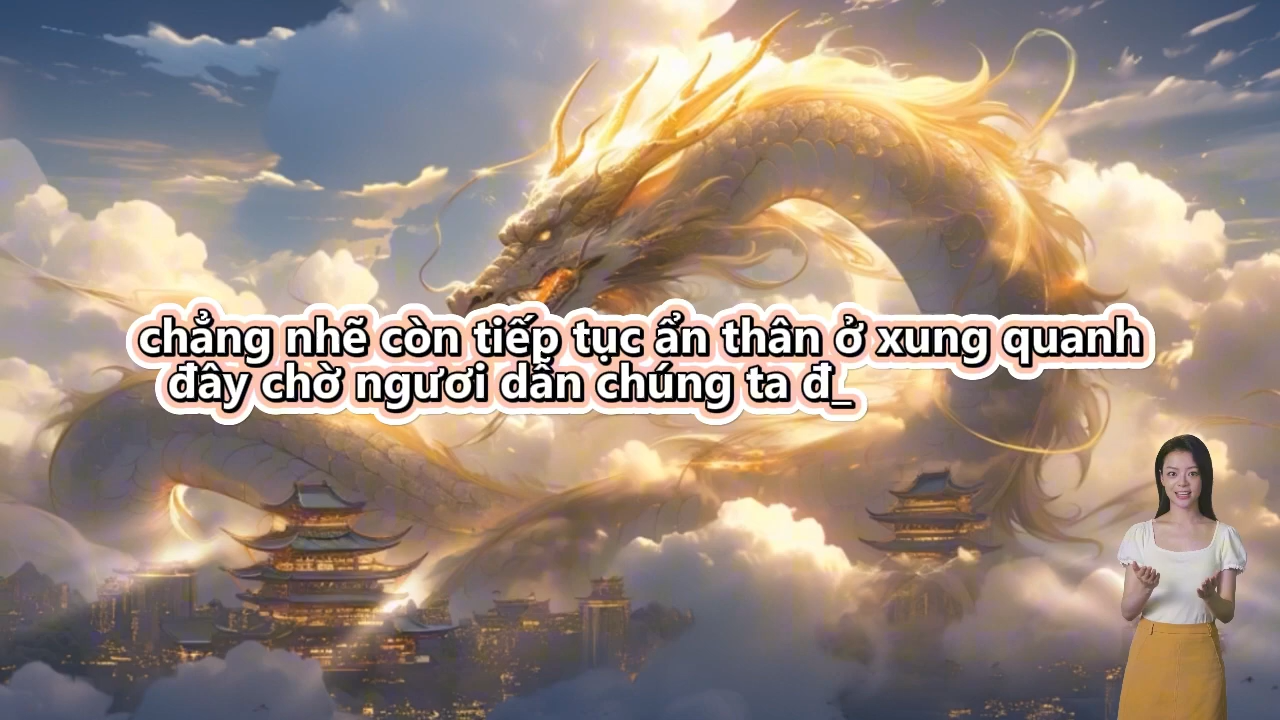 chẳng nhẽ còn tiếp tục ẩn thân ở xung quanh
đây chờ ngươi dẫn chúng ta đ_